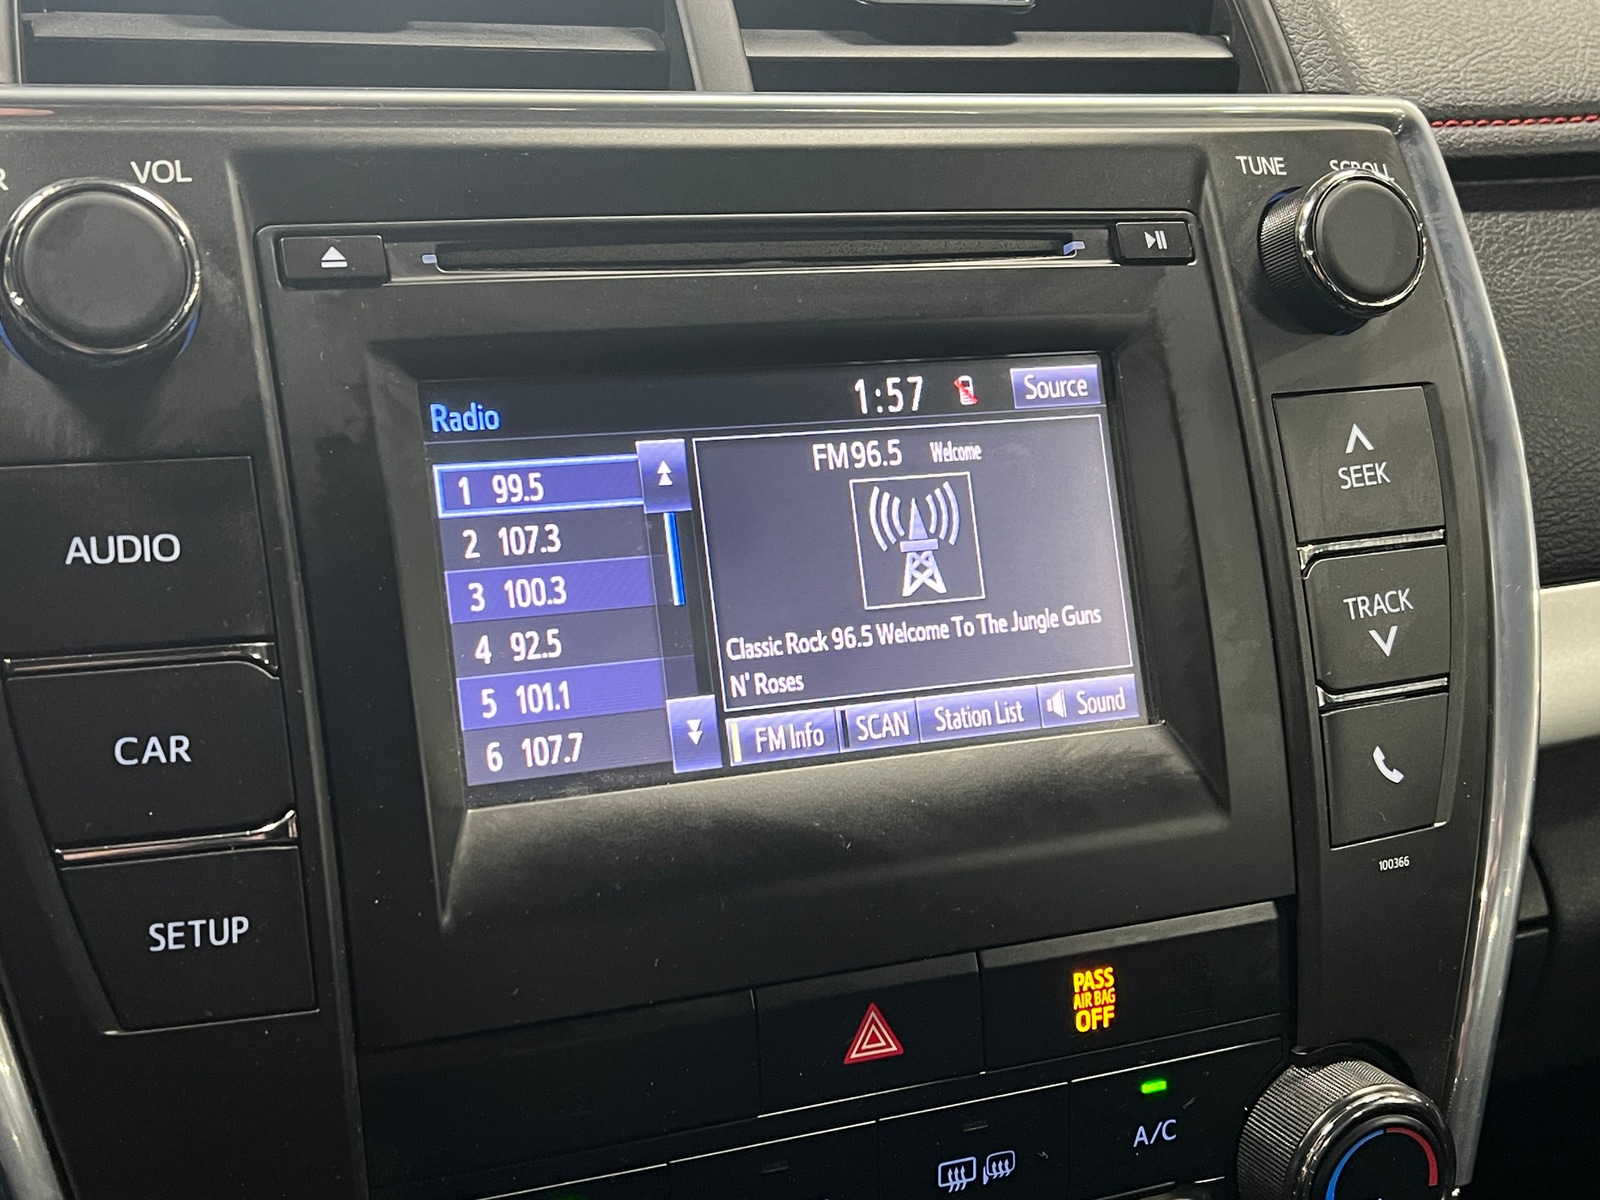 VOL
TUNE
SCROLL
AUDIO
CAR
SETUP
Radio
1:57
Source
1 99.5
2 107.3
3 100.3
4 92.5
5 101.1
6 107.7
FM 96.5 Welcome
Classic Rock 96.5 Welcome To The Jungle Guns
N' Roses
FM Info
SCAN
Station List
Sound
SEEK
TRACK
100366
PASS
AIR BAG
OFF
A/C